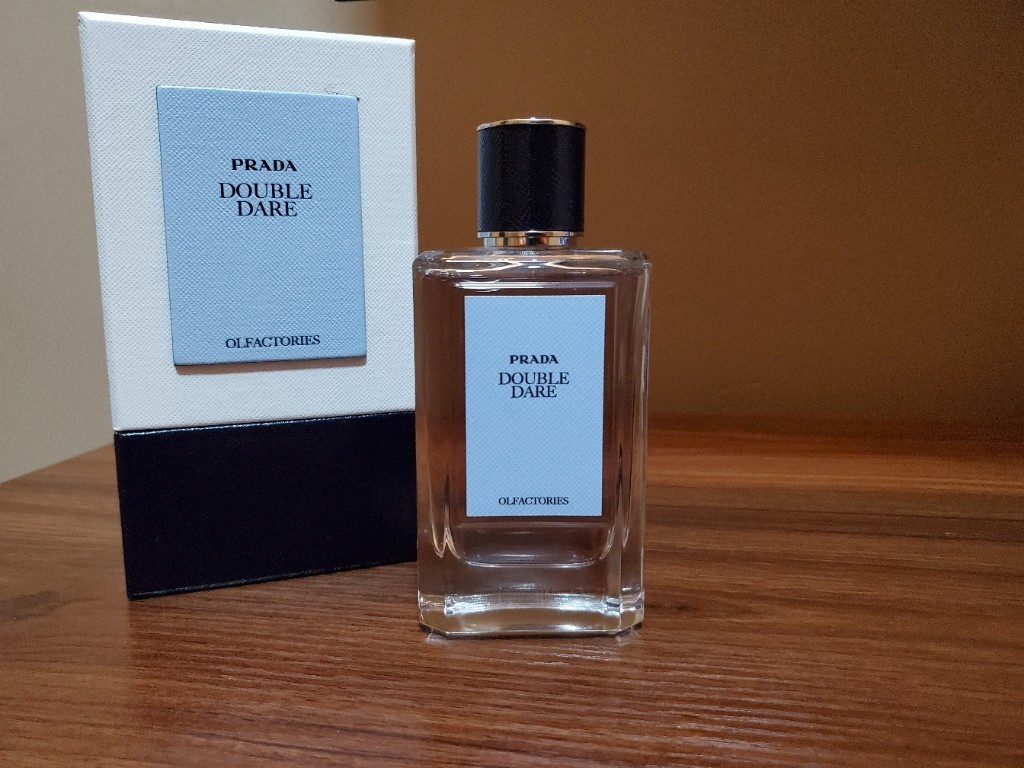 PRADA
DOUBLE
DARE
OLFACTORIES
PRADA
DOUBLE
DARE
OLFACTORIES